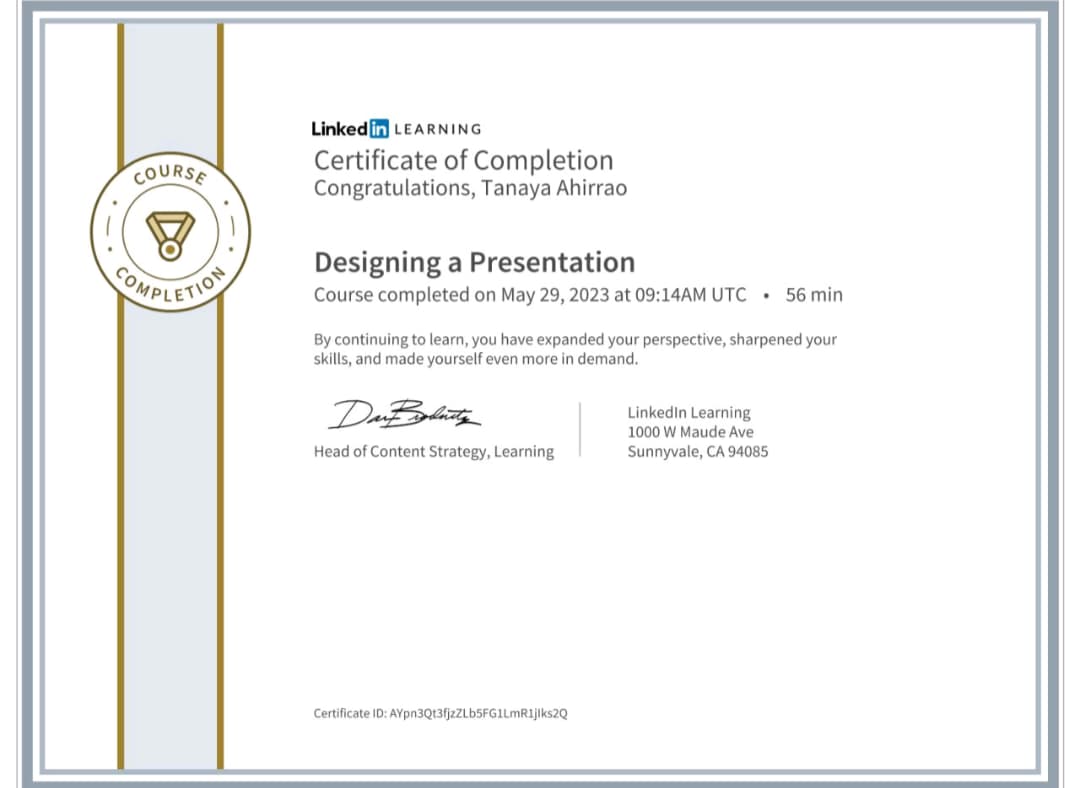 COURSE
COMPLETION
Linked in LEARNING
Certificate of Completion
Congratulations, Tanaya Ahirrao
Designing a Presentation
Course completed on May 29, 2023 at 09:14AM UTC • 56 min
By continuing to learn, you have expanded your perspective, sharpened your
skills, and made yourself even more in demand.
Head of Content Strategy, Learning
LinkedIn Learning
1000 W Maude Ave
Sunnyvale, CA 94085
Certificate ID: AYpn3Qt3fjzZLb5FG1LmR1jIks2Q